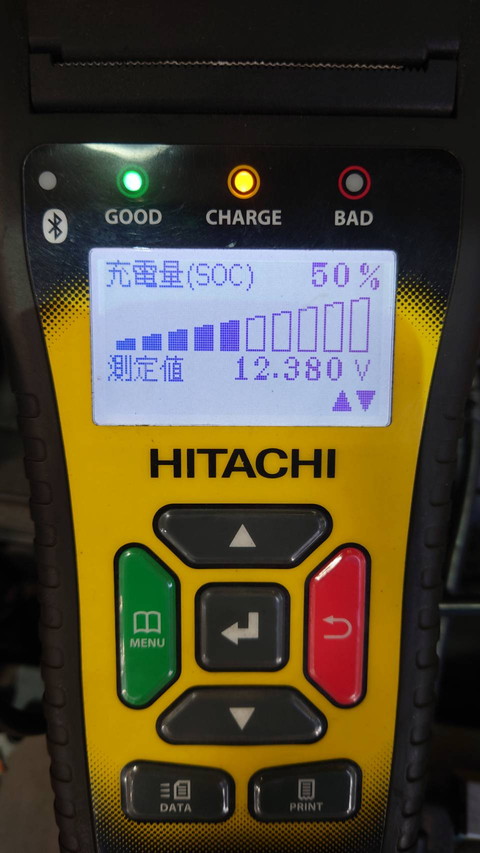 GOOD CHARGE BAD
充電量(SOC) 50%
測定値 12.380 V
HITACHI
MENU
DATA PRINT